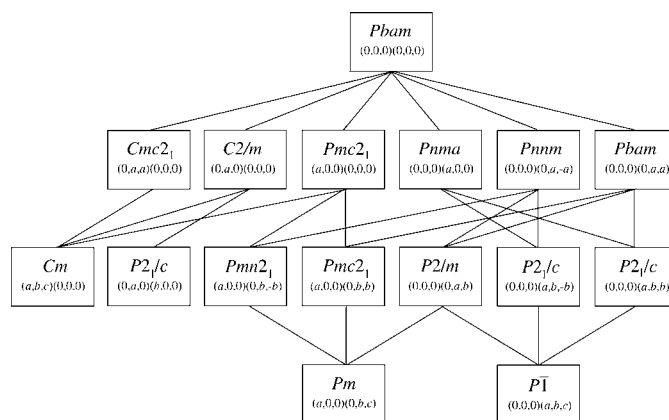 Pbam
(0,0,0)(0,0,0)
Cmc2₁
(0,a,a)(0,0,0)
C2/m
(0,a,0)(0,0,0)
Pmc2₁
(a,0,0)(0,0,0)
Pnma
(0,0,0)(a,0,0)
Pnnm
(0,0,0)(0,a,-a)
Pbam
(0,0,0)(0,a,a)
Cm
(a,b,c)(0,0,0)
P2₁/c
(0,a,0)(b,0,0)
Pmn2₁
(a,0,0)(0,b,-b)
Pmc2₁
(a,0,0)(0,b,b)
P2/m
(0,0,0)(0,a,b)
P2₁/c
(0,0,0)(a,b,-b)
P2₁/c
(0,0,0)(a,b,b)
Pm
(a,0,0)(0,b,c)
P1̅
(0,0,0)(a,b,c)